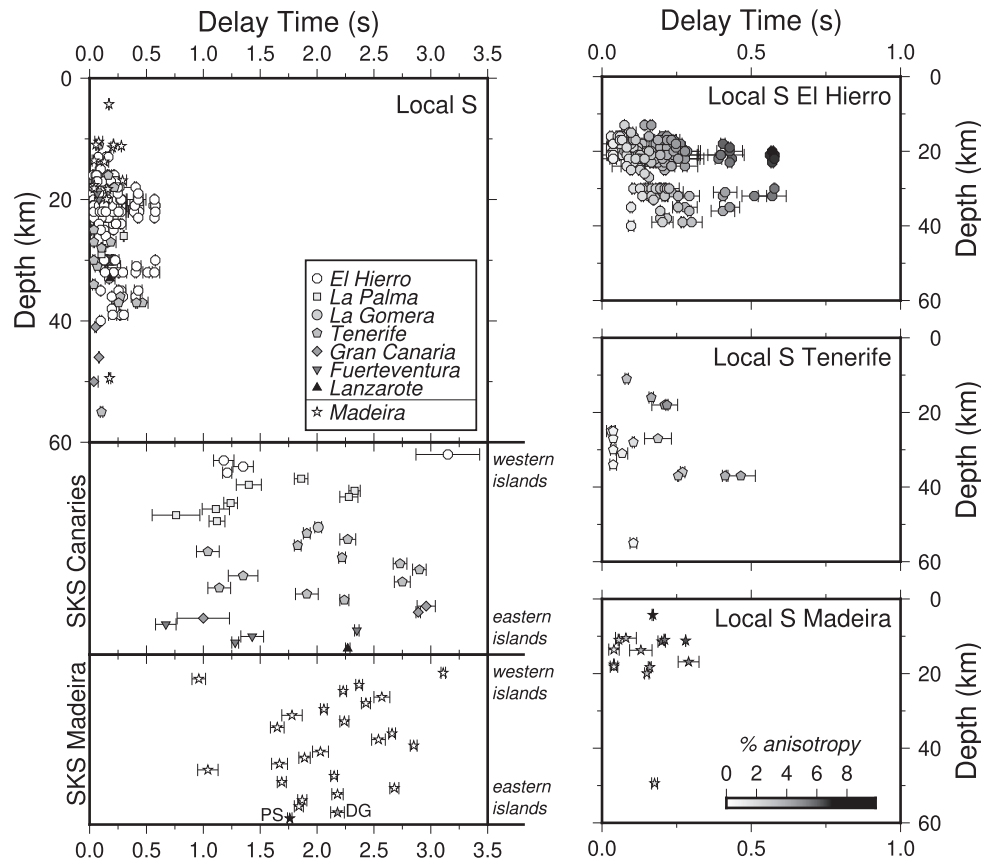 Delay Time (s)
0.0 0.5 1.0 1.5 2.0 2.5 3.0 3.5
0
20
40
60
Depth (km)
Local S
El Hierro
La Palma
La Gomera
Tenerife
Gran Canaria
Fuerteventura
Lanzarote
Madeira
SKS Canaries
western
islands
eastern
islands
SKS Madeira
western
islands
eastern
islands
PS
DG
0.0 0.5 1.0 1.5 2.0 2.5 3.0 3.5
Delay Time (s)
0.0 0.5 1.0
Local S El Hierro
0
20
40
60
Depth (km)
Local S Tenerife
0
20
40
60
Depth (km)
Local S Madeira
0
20
40
60
Depth (km)
% anisotropy
0 2 4 6 8
0.0 0.5 1.0